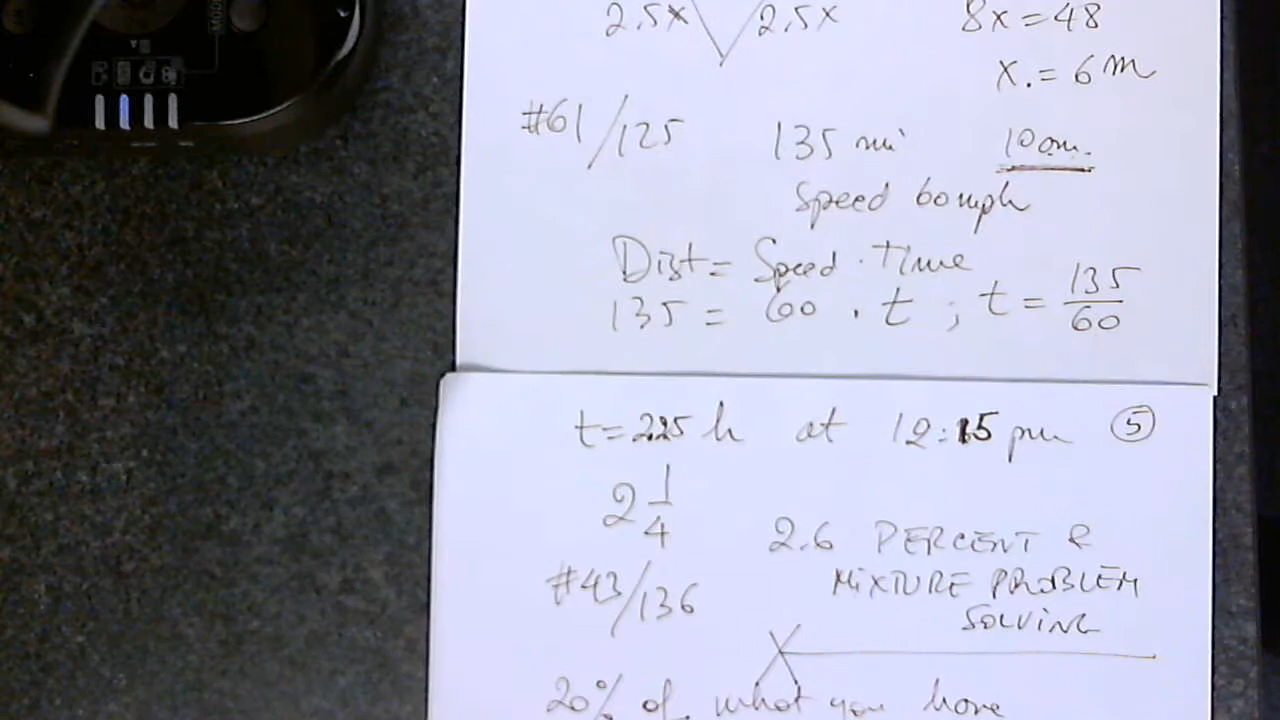 2.5x 2.5x 8x = 48
x. = 6 m
#61/125 135 mi 10 am.
Speed 60 mph
Dist = Speed · Time
135 = 60 . t ; t = 135/60
t = 2.25 h at 12:15 pm 5
2 1/4
2.6 PERCENT &
#43/136 MIXTURE PROBLEM
SOLVING
20% of what you have